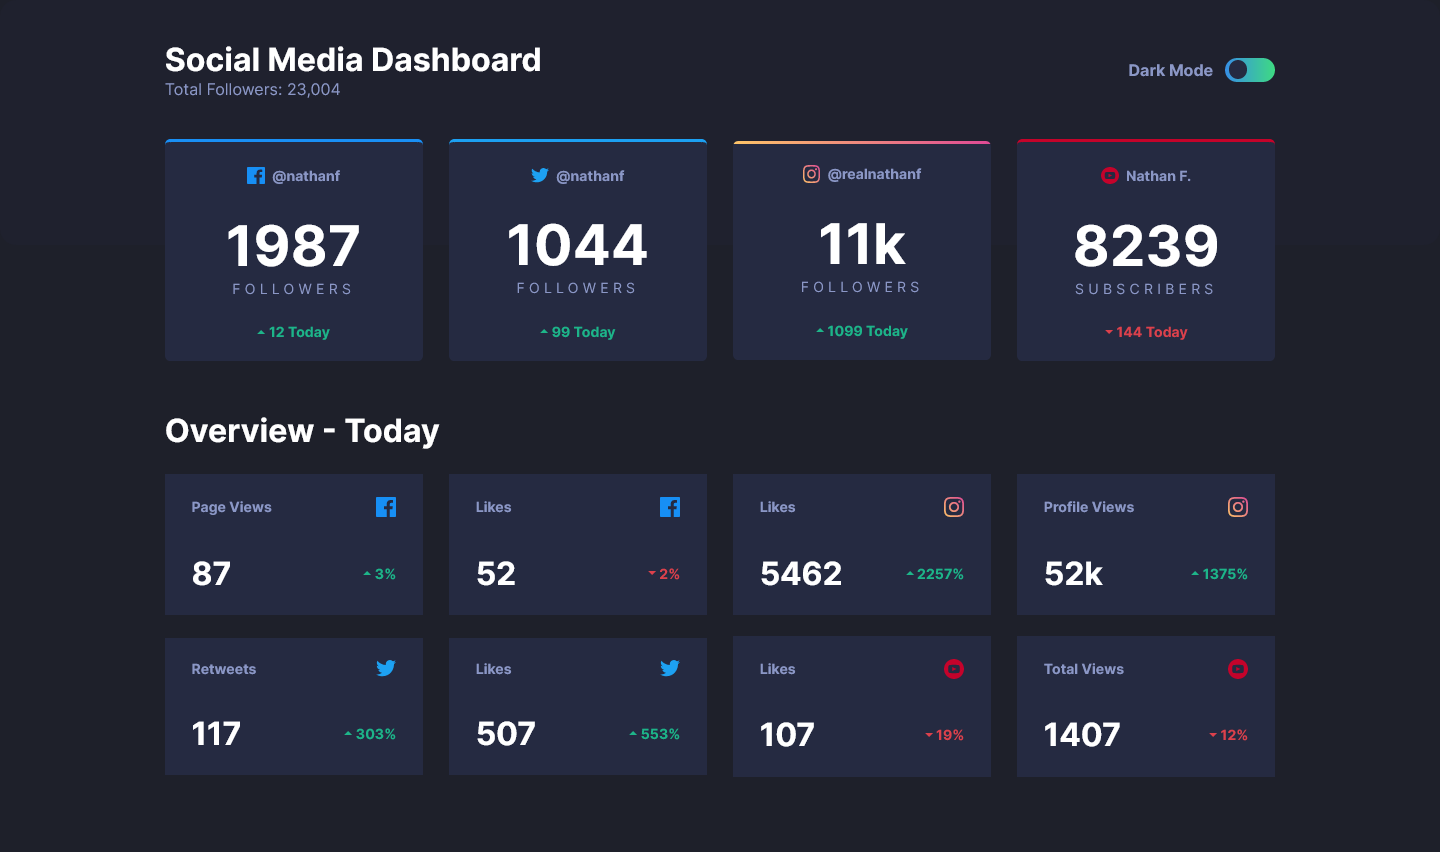 Social Media Dashboard
Total Followers: 23,004
Dark Mode
@nathanf
1987
FOLLOWERS
12 Today
@nathanf
1044
FOLLOWERS
99 Today
@realnathanf
11k
FOLLOWERS
1099 Today
Nathan F.
8239
SUBSCRIBERS
144 Today
Overview - Today
Page Views
87
3%
Likes
52
2%
Likes
5462
2257%
Profile Views
52k
1375%
Retweets
117
303%
Likes
507
553%
Likes
107
19%
Total Views
1407
12%